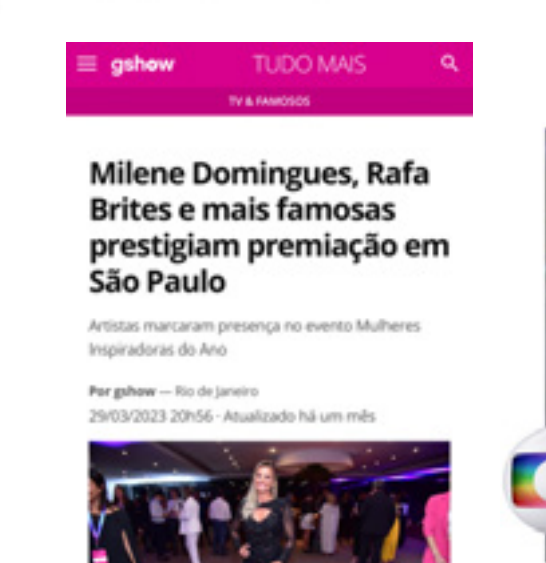 gshow
TUDO MAIS
TV & FAMOSOS
Milene Domingues, Rafa
Brites e mais famosas
prestigiam premiação em
São Paulo
Artistas marcaram presença no evento Mulheres
Inspiradoras do Ano
Por gshow — Rio de Janeiro
29/03/2023 20h56 · Atualizado há um mês